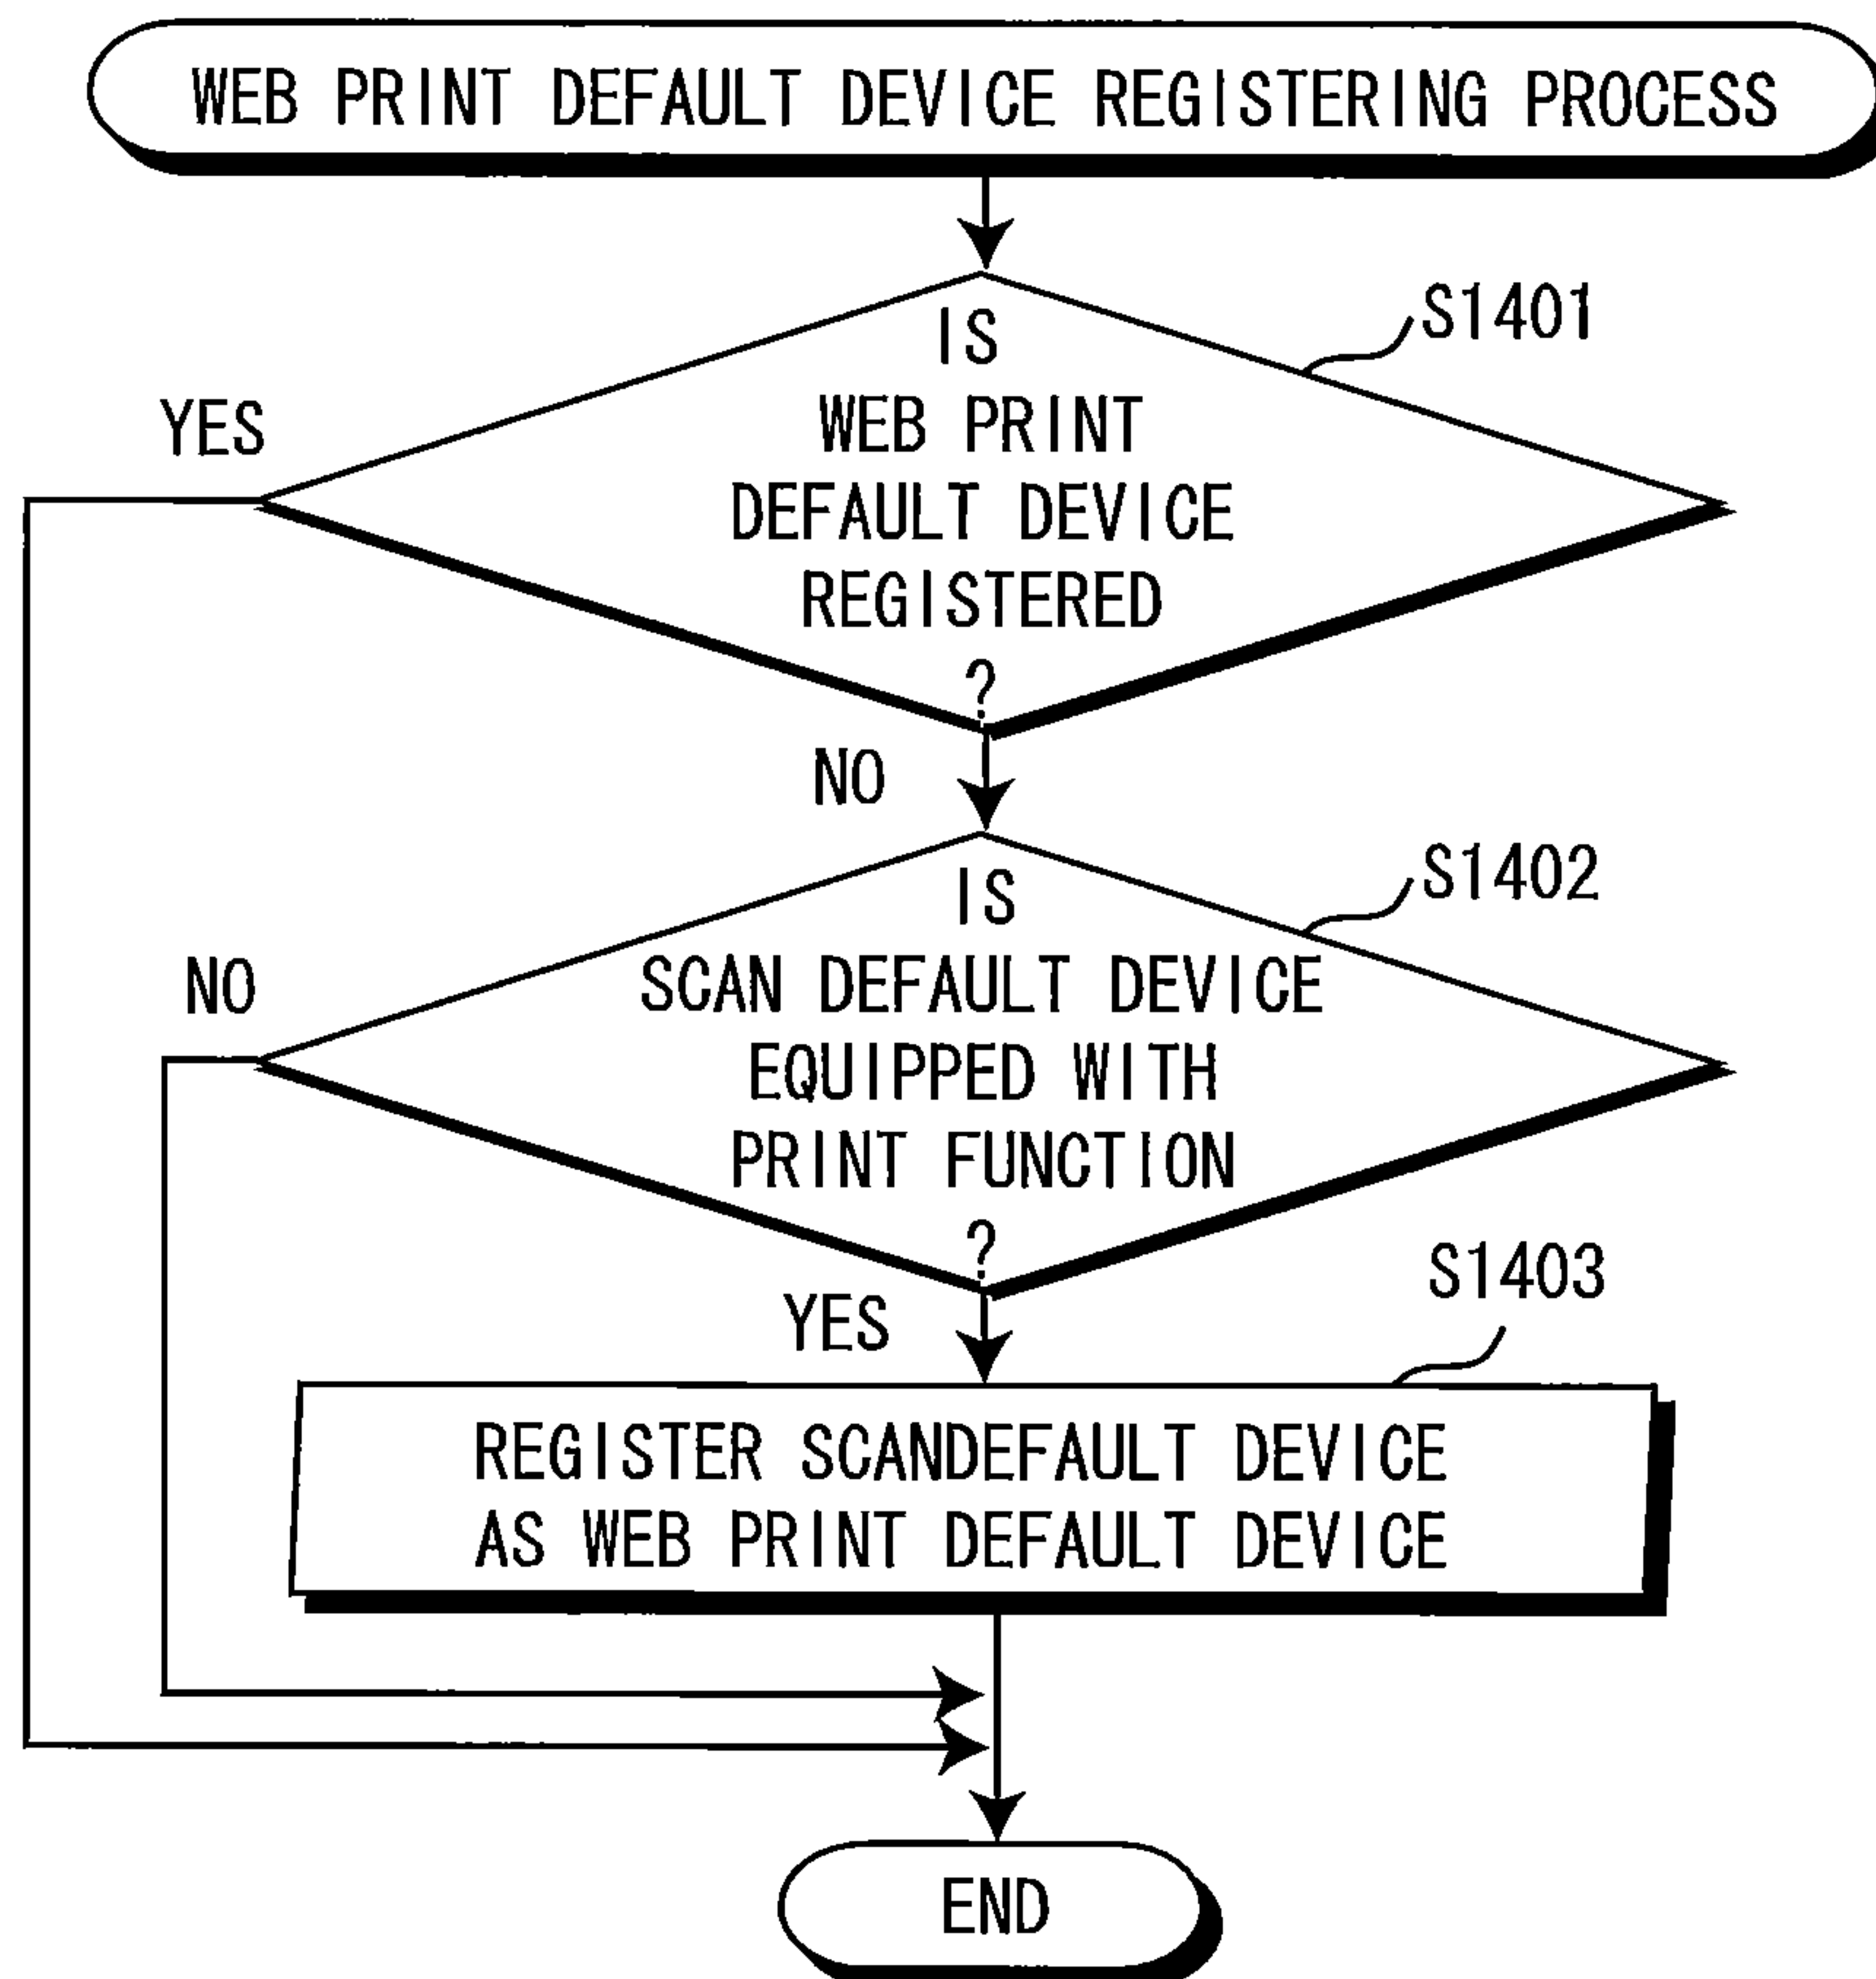 WEB PRINT DEFAULT DEVICE REGISTERING PROCESS
S1401
IS
WEB PRINT
DEFAULT DEVICE
REGISTERED
?
YES
NO
S1402
IS
SCAN DEFAULT DEVICE
EQUIPPED WITH
PRINT FUNCTION
?
NO
YES
S1403
REGISTER SCANDEFAULT DEVICE
AS WEB PRINT DEFAULT DEVICE
END